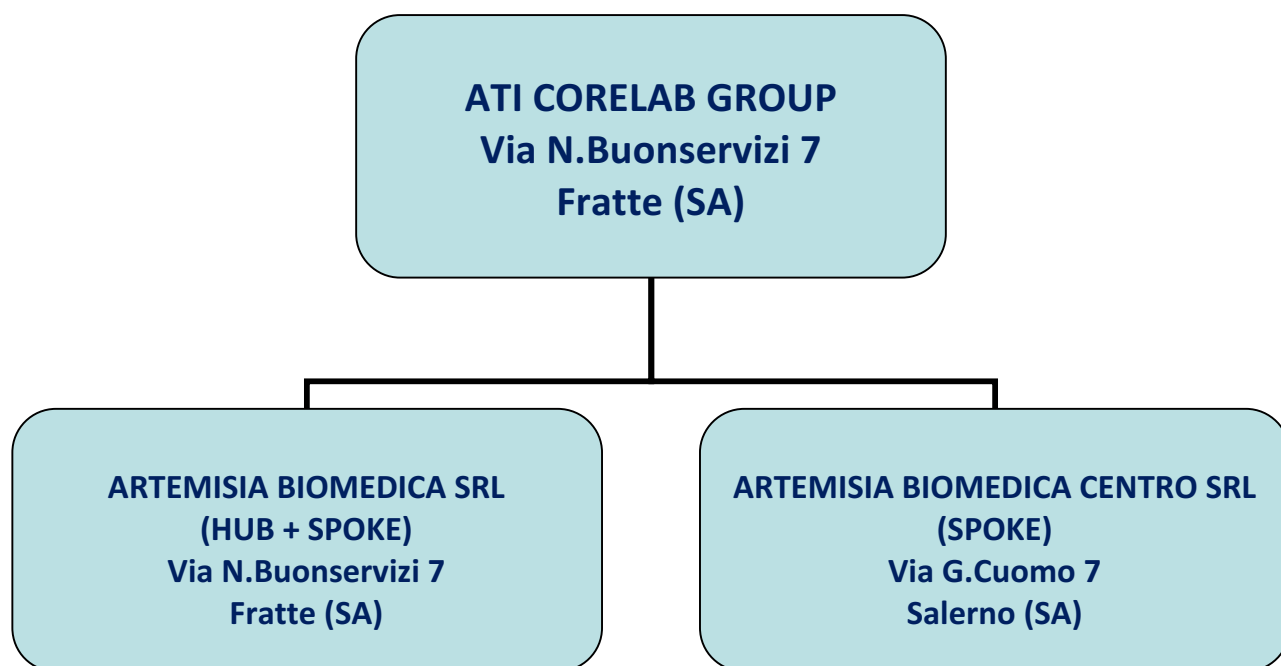 ATI CORELAB GROUP
Via N.Buonservizi 7
Fratte (SA)
ARTEMISIA BIOMEDICA SRL
(HUB + SPOKE)
Via N.Buonservizi 7
Fratte (SA)
ARTEMISIA BIOMEDICA CENTRO SRL
(SPOKE)
Via G.Cuomo 7
Salerno (SA)